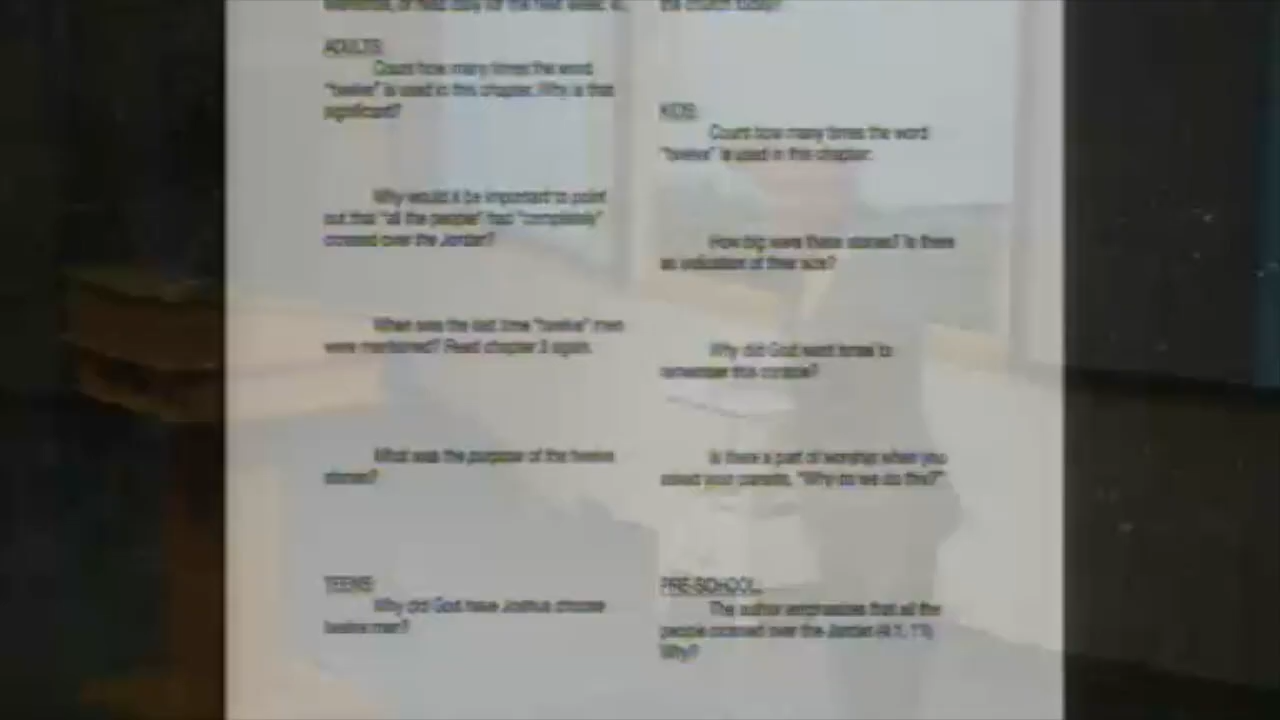 the church today?
ADULTS:
Count how many times the word
"twelve" is used in this chapter. Why is that
significant?
Why would it be important to point
out that "all the people" had "completely"
crossed over the Jordan?
When was the last time "twelve" men
were mentioned? Read chapter 3 again.
What was the purpose of the twelve
stones?
TEENS:
Why did God have Joshua choose
twelve men?
KIDS:
Count how many times the word
"twelve" is used in this chapter.
How big were these stones? Is there
an indication of their size?
Why did God want Israel to
remember this
Is there a part of worship when you
asked your parents, "Why do we do this?"
PRE-SCHOOL:
The author emphasizes that all the
people crossed over the Jordan (4:1, 11).
Why?